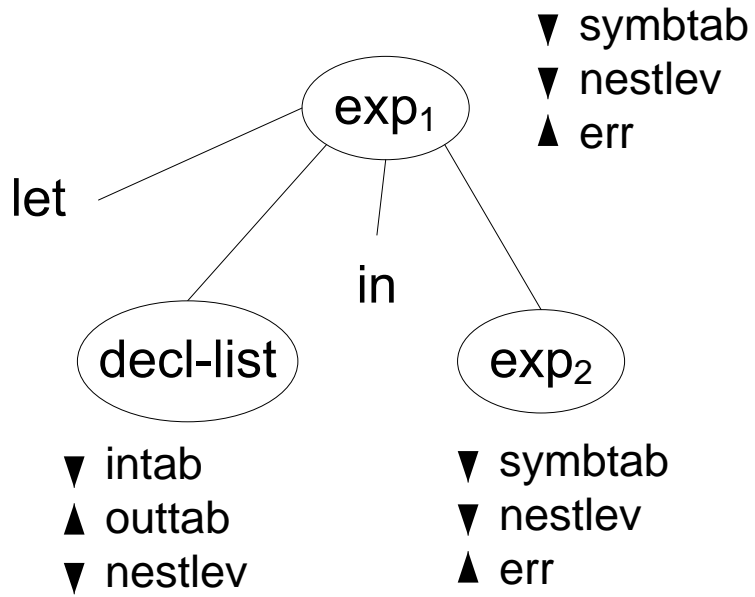 ▼ symbtab
▼ nestlev
▲ err
exp₁
let
in
decl-list
exp₂
▼ intab
▲ outtab
▼ nestlev
▼ symbtab
▼ nestlev
▲ err